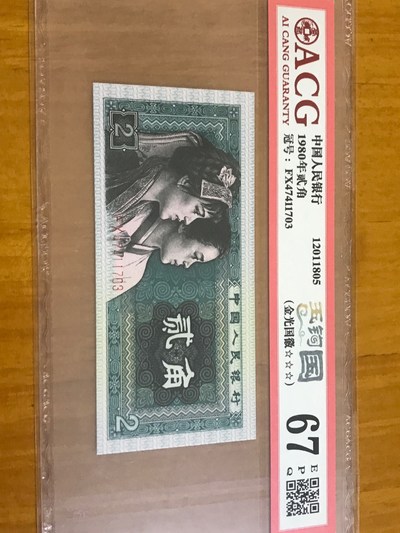 ACG
AI CANG GUARANTY
中国人民银行
1980年贰角
冠号：FX47411703
12011805
玉钩国
(金光国徽☆☆☆)
67
E
P
Q
2
FX47411703
中国人民银行
贰角
2